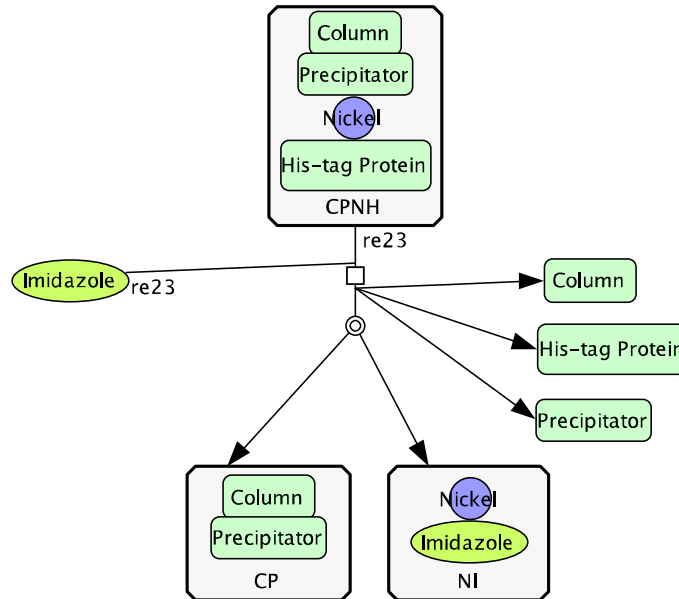 Column
Precipitator
Nickel
His-tag Protein
CPNH
re23
Imidazole
re23
Column
His-tag Protein
Precipitator
Column
Precipitator
CP
Nickel
Imidazole
NI